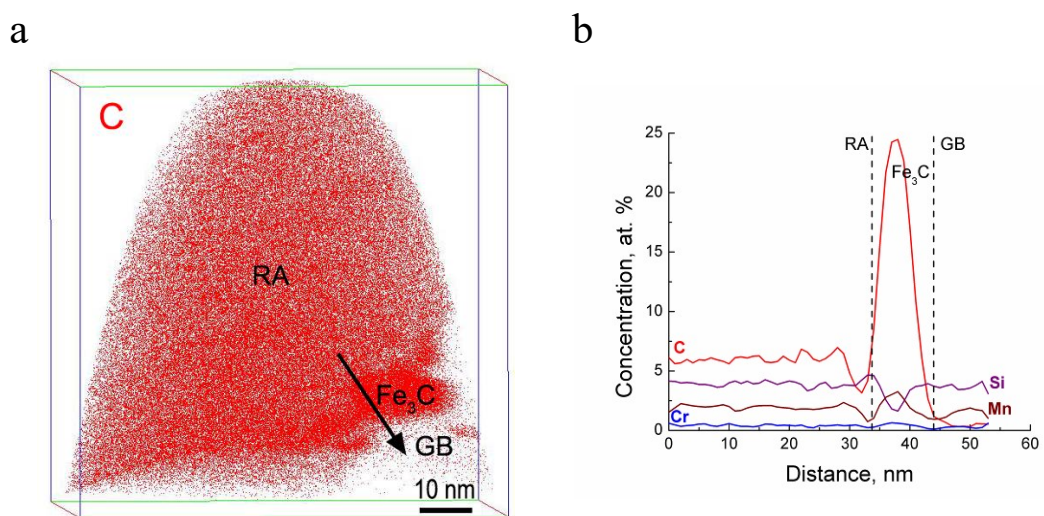 a
b
C
RA
Fe₃C
GB
10 nm
Concentration, at. %
25
20
15
10
5
0
RA
GB
Fe₃C
C
Si
Mn
Cr
0 10 20 30 40 50 60
Distance, nm